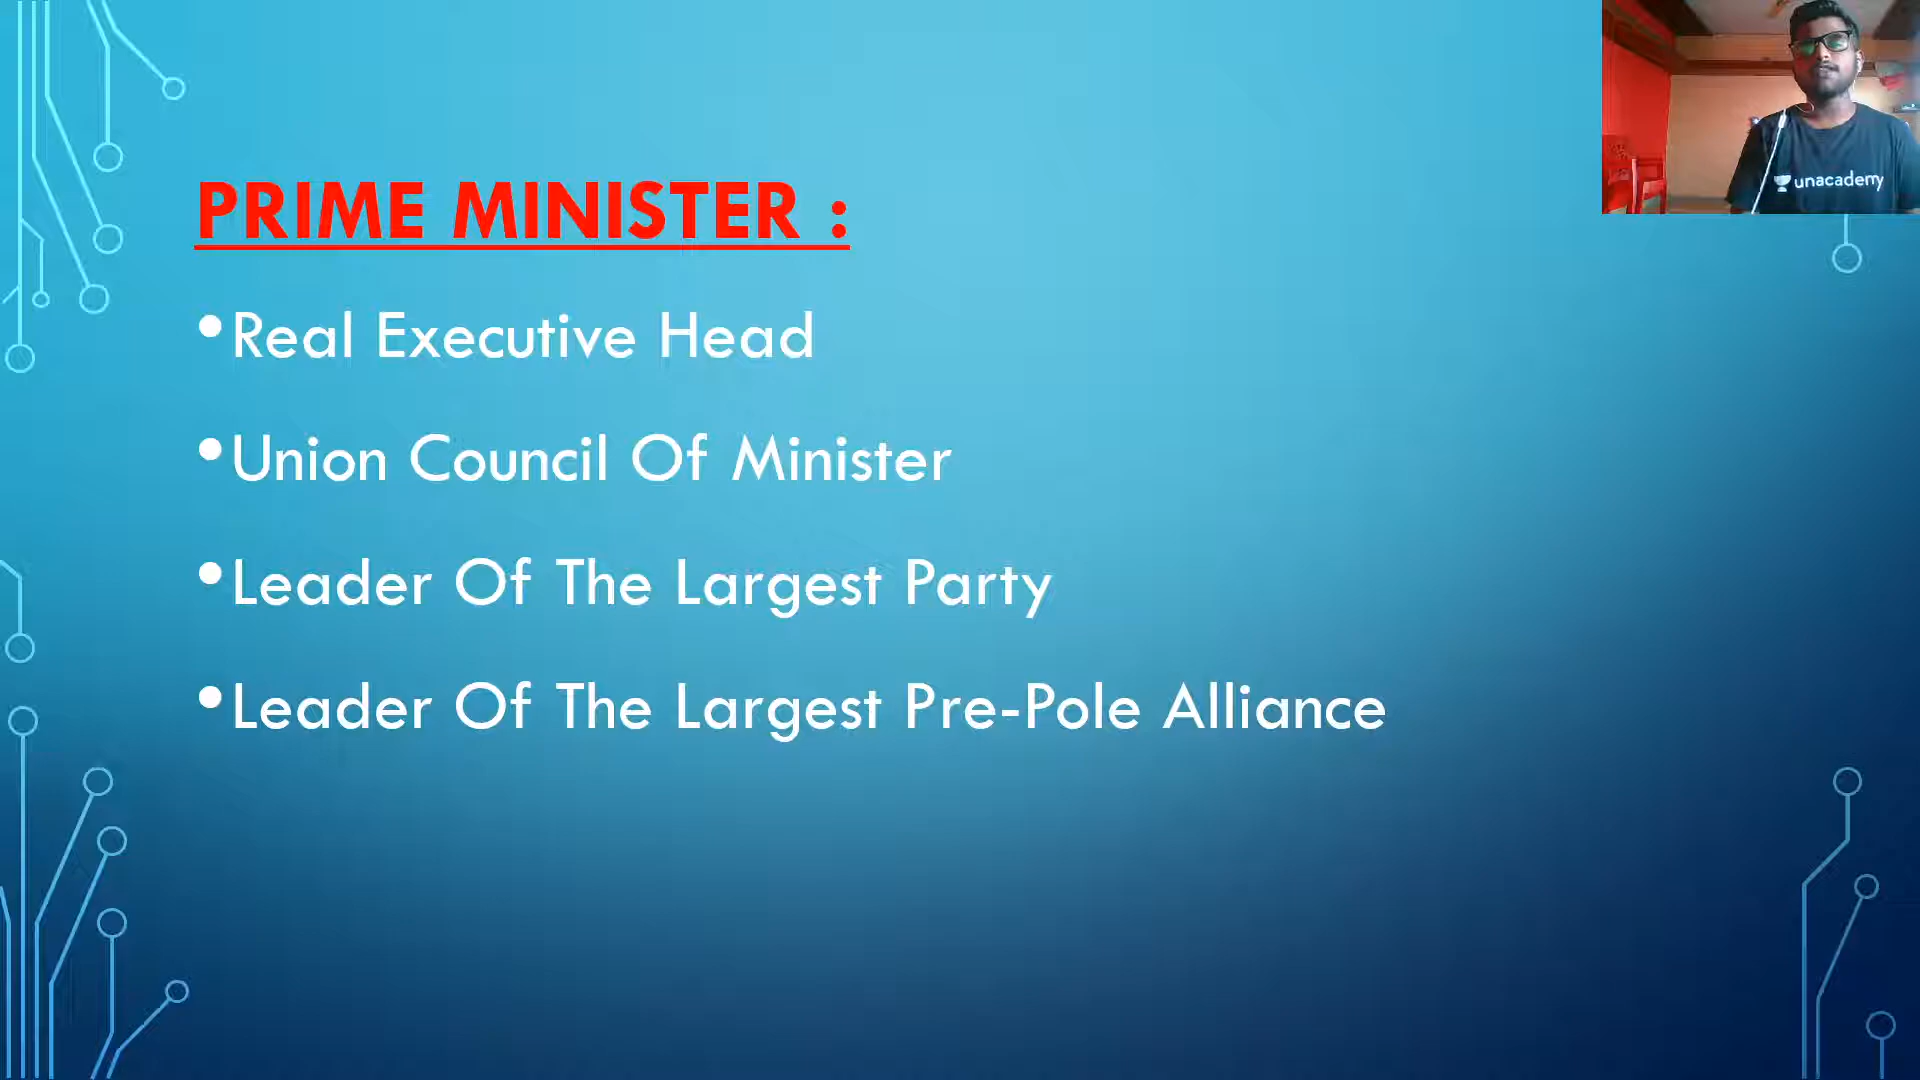 unacademy
PRIME MINISTER :
•Real Executive Head
•Union Council Of Minister
•Leader Of The Largest Party
•Leader Of The Largest Pre-Pole Alliance